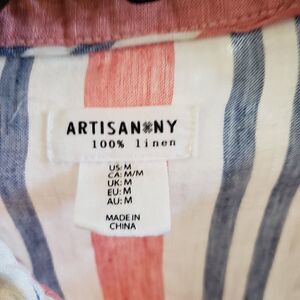 ARTISAN NY
100% linen
US: M
CA: M/M
UK: M
EU: M
AU: M
MADE IN
CHINA